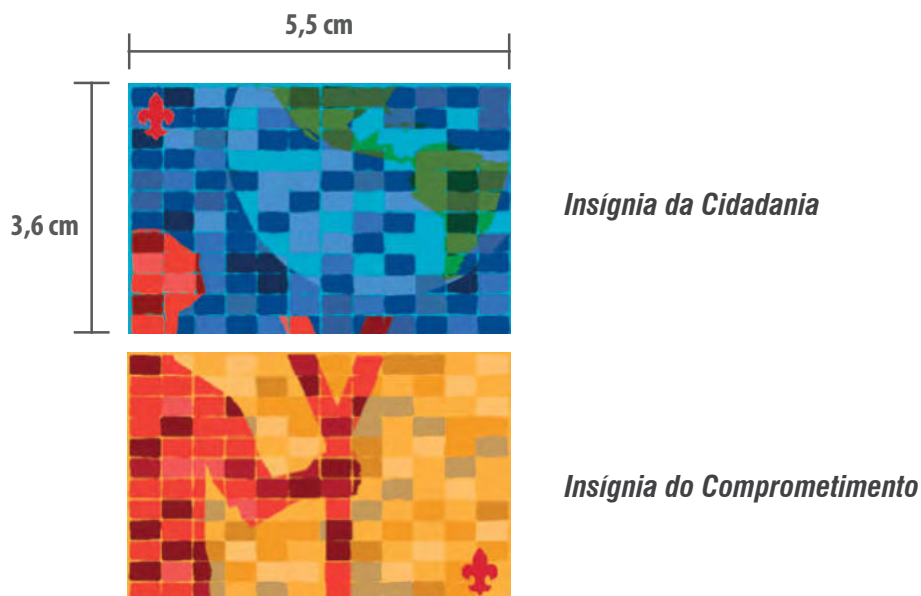 5,5 cm
3,6 cm
Insígnia da Cidadania
Insígnia do Comprometimento